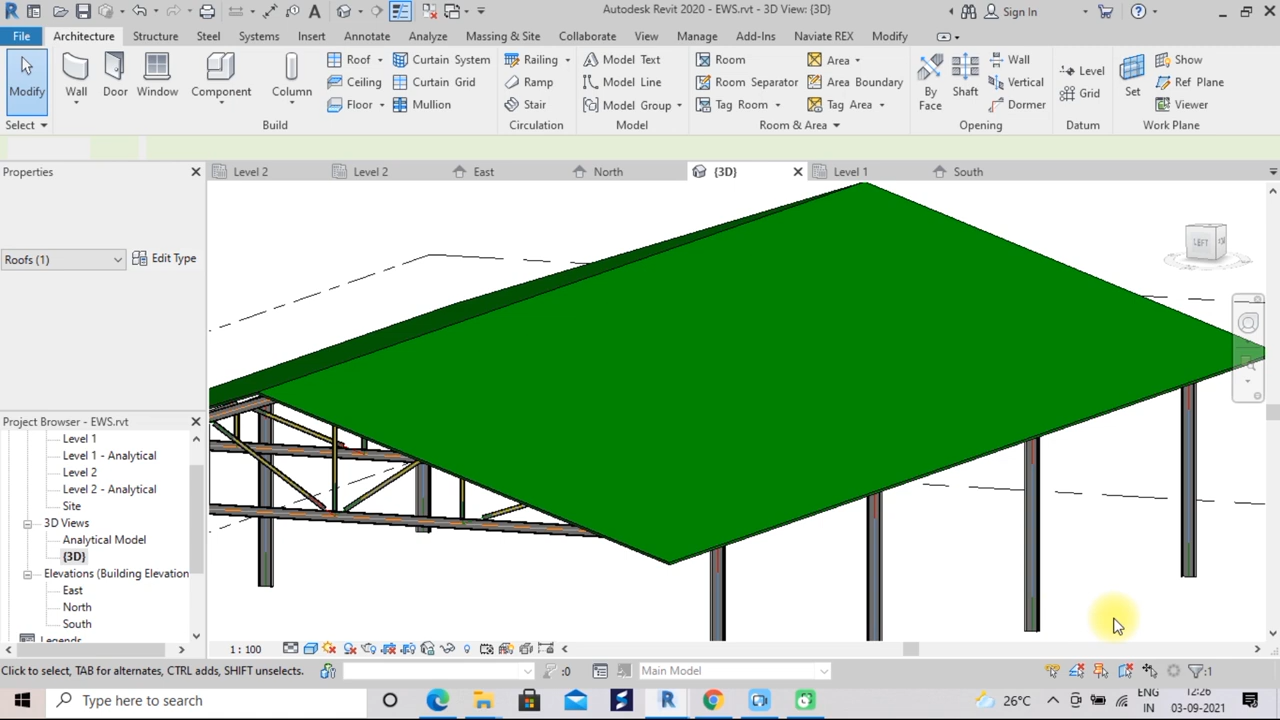 Autodesk Revit 2020 - EWS.rvt - 3D View: {3D}
Sign In
File Architecture Structure Steel Systems Insert Annotate Analyze Massing & Site Collaborate View Manage Add-Ins Naviate REX Modify
Modify Wall Door Window Component Column
Roof Curtain System
Ceiling Curtain Grid
Floor Mullion
Railing
Ramp
Stair
Model Text
Model Line
Model Group
Room
Room Separator
Tag Room
Area
Area Boundary
Tag Area
By Face
Shaft
Wall
Vertical
Dormer
Level
Grid
Set
Show
Ref Plane
Viewer
Select Build Circulation Model Room & Area Opening Datum Work Plane
Properties
Level 2 Level 2 East North {3D} Level 1 South
Roofs (1) Edit Type
LEFT
Project Browser - EWS.rvt
Level 1
Level 1 - Analytical
Level 2
Level 2 - Analytical
Site
3D Views
Analytical Model
{3D}
Elevations (Building Elevation
East
North
South
Legends
1 : 100
Click to select, TAB for alternates, CTRL adds, SHIFT unselects.
:0
Main Model
:1
Type here to search
26°C
ENG
IN
12:26
03-09-2021